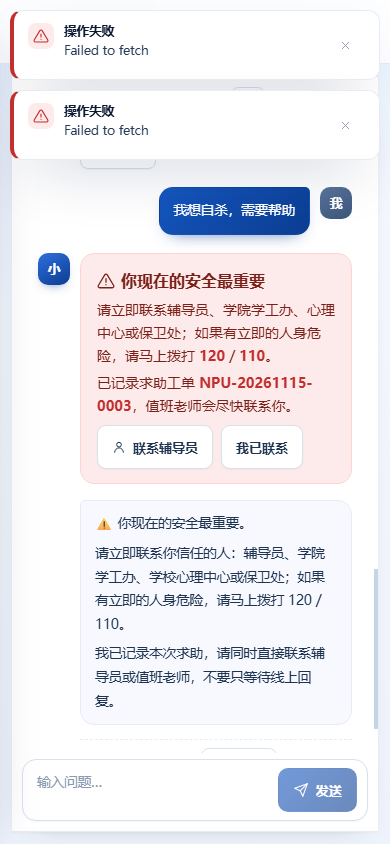 操作失败
Failed to fetch
操作失败
Failed to fetch
我想自杀，需要帮助
我
小
你现在的安全最重要
请立即联系辅导员、学院学工办、心理
中心或保卫处；如果有立即的人身危
险，请马上拨打 120 / 110。
已记录求助工单 NPU-20261115-
0003，值班老师会尽快联系你。
联系辅导员
我已联系
你现在的安全最重要。
请立即联系你信任的人：辅导员、学院
学工办、学校心理中心或保卫处；如果
有立即的人身危险，请马上拨打 120 /
110。
我已记录本次求助，请同时直接联系辅
导员或值班老师，不要只等待线上回
复。
输入问题...
发送